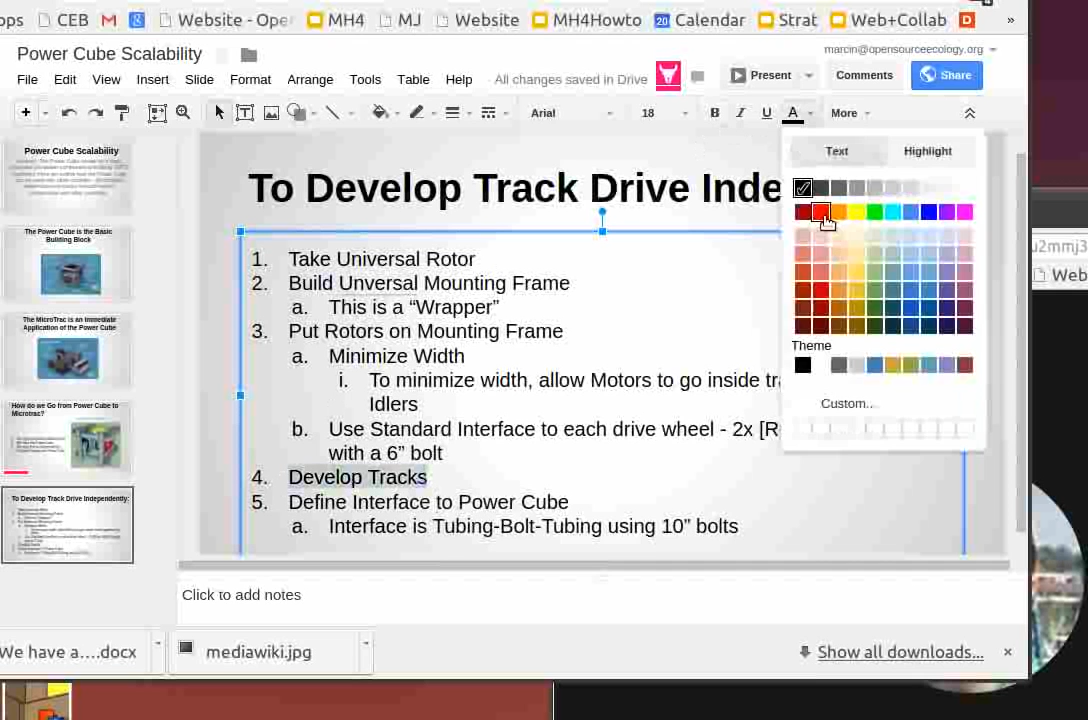 ops CEB Website - Ope MH4 MJ Website MH4Howto 20 Calendar Strat Web+Collab D »
Power Cube Scalability
marcin@opensourceecology.org
File Edit View Insert Slide Format Arrange Tools Table Help All changes saved in Drive Present Comments Share
Arial 18 B I U A More
Text Highlight
Theme
Custom..
Power Cube Scalability
The Power Cube is the Basic
Building Block
The MicroTrac is an Immediate
Application of the Power Cube
How do we Go from Power Cube to
Microtrac?
To Develop Track Drive Independently:
To Develop Track Drive Inde
1. Take Universal Rotor
2. Build Unversal Mounting Frame
a. This is a “Wrapper”
3. Put Rotors on Mounting Frame
a. Minimize Width
i. To minimize width, allow Motors to go inside tra
Idlers
b. Use Standard Interface to each drive wheel - 2x [R
with a 6” bolt
4. Develop Tracks
5. Define Interface to Power Cube
a. Interface is Tubing-Bolt-Tubing using 10” bolts
Click to add notes
We have a....docx mediawiki.jpg Show all downloads... ×
u2mmj3
Web